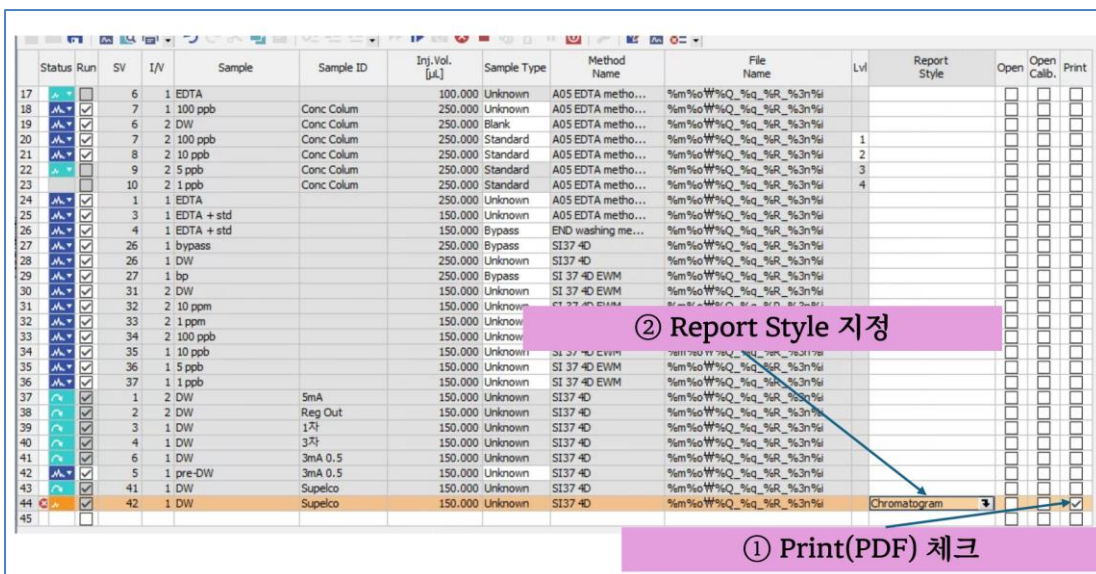 Status Run SV I/V Sample Sample ID Inj.Vol. [µL] Sample Type Method Name File Name Lvl Report Style Open Open Calib. Print
17 6 1 EDTA 100.000 Unknown A05 EDTA metho... %m%o₩%Q_%q_%R_%3n%i
18 7 1 100 ppb Conc Colum 250.000 Unknown A05 EDTA metho... %m%o₩%Q_%q_%R_%3n%i
19 6 2 DW Conc Colum 250.000 Blank A05 EDTA metho... %m%o₩%Q_%q_%R_%3n%i
20 7 2 100 ppb Conc Colum 250.000 Standard A05 EDTA metho... %m%o₩%Q_%q_%R_%3n%i 1
21 8 2 10 ppb Conc Colum 250.000 Standard A05 EDTA metho... %m%o₩%Q_%q_%R_%3n%i 2
22 9 2 5 ppb Conc Colum 250.000 Standard A05 EDTA metho... %m%o₩%Q_%q_%R_%3n%i 3
23 10 2 1 ppb Conc Colum 250.000 Standard A05 EDTA metho... %m%o₩%Q_%q_%R_%3n%i 4
24 1 1 EDTA 250.000 Unknown A05 EDTA metho... %m%o₩%Q_%q_%R_%3n%i
25 3 1 EDTA + std 150.000 Unknown A05 EDTA metho... %m%o₩%Q_%q_%R_%3n%i
26 4 1 EDTA + std 150.000 Bypass END washing me... %m%o₩%Q_%q_%R_%3n%i
27 26 1 bypass 250.000 Bypass SI37 4D %m%o₩%Q_%q_%R_%3n%i
28 26 1 DW 250.000 Unknown SI37 4D %m%o₩%Q_%q_%R_%3n%i
29 27 1 bp 250.000 Bypass SI 37 4D EWM %m%o₩%Q_%q_%R_%3n%i
30 31 2 DW 150.000 Unknown SI 37 4D EWM %m%o₩%Q_%q_%R_%3n%i
31 32 2 10 ppm 150.000 Unknown SI 37 4D EWM %m%o₩%Q_%q_%R_%3n%i
32 33 2 1 ppm 150.000
② Report Style 지정
33 34 2 100 ppb 150.000
34 35 1 10 ppb 150.000 Unknown SI 37 4D EWM %m%o₩%Q_%q_%R_%3n%i
35 36 1 5 ppb 150.000 Unknown SI 37 4D EWM %m%o₩%Q_%q_%R_%3n%i
36 37 1 1 ppb 150.000 Unknown SI 37 4D EWM %m%o₩%Q_%q_%R_%3n%i
37 1 2 DW 5mA 150.000 Unknown SI37 4D %m%o₩%Q_%q_%R_%3n%i
38 2 2 DW Reg Out 150.000 Unknown SI37 4D %m%o₩%Q_%q_%R_%3n%i
39 3 1 DW 1차 150.000 Unknown SI37 4D %m%o₩%Q_%q_%R_%3n%i
40 4 1 DW 3차 150.000 Unknown SI37 4D %m%o₩%Q_%q_%R_%3n%i
41 6 1 DW 3mA 0.5 150.000 Unknown SI37 4D %m%o₩%Q_%q_%R_%3n%i
42 5 1 pre-DW 3mA 0.5 150.000 Unknown SI37 4D %m%o₩%Q_%q_%R_%3n%i
43 41 1 DW Supelco 150.000 Unknown SI37 4D %m%o₩%Q_%q_%R_%3n%i
44 42 1 DW Supelco 150.000 Unknown SI37 4D %m%o₩%Q_%q_%R_%3n%i Chromatogram
45
① Print(PDF) 체크